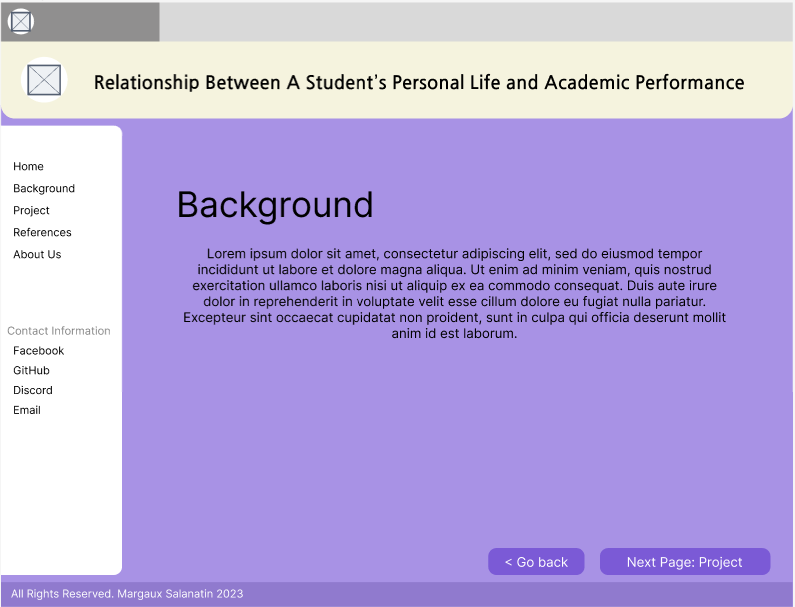 Relationship Between A Student's Personal Life and Academic Performance
Home
Background
Project
References
About Us
Contact Information
Facebook
GitHub
Discord
Email
Background
Lorem ipsum dolor sit amet, consectetur adipiscing elit, sed do eiusmod tempor
incididunt ut labore et dolore magna aliqua. Ut enim ad minim veniam, quis nostrud
exercitation ullamco laboris nisi ut aliquip ex ea commodo consequat. Duis aute irure
dolor in reprehenderit in voluptate velit esse cillum dolore eu fugiat nulla pariatur.
Excepteur sint occaecat cupidatat non proident, sunt in culpa qui officia deserunt mollit
anim id est laborum.
< Go back
Next Page: Project
All Rights Reserved. Margaux Salanatin 2023